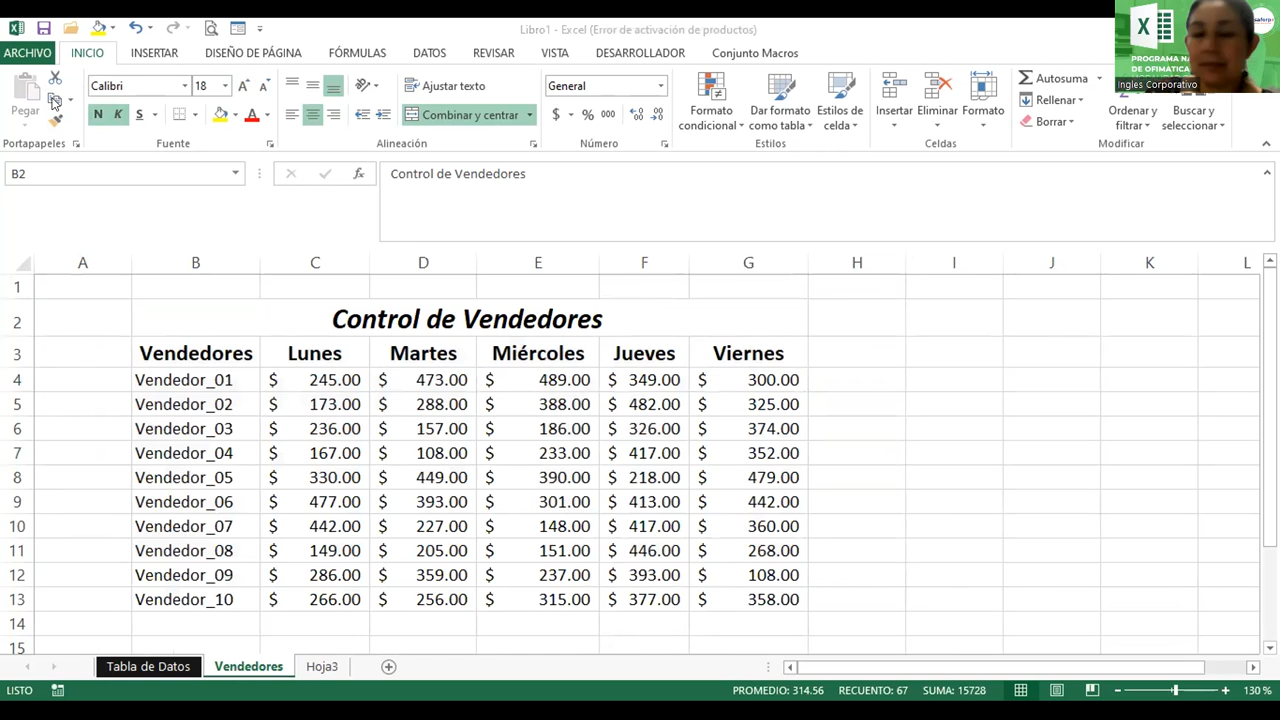 Libro1 - Excel (Error de activación de productos)
ARCHIVO INICIO INSERTAR DISEÑO DE PÁGINA FÓRMULAS DATOS REVISAR VISTA DESARROLLADOR Conjunto Macros
PROGRAMA
DE OFIMÁTICA
Ingles Corporativo
Calibri 18 Ajustar texto General Autosuma
Pegar N K S Combinar y centrar $ % 000 Rellenar
Formato condicional Dar formato como tabla Estilos de celda Insertar Eliminar Formato Borrar Ordenar y filtrar Buscar y seleccionar
Portapapeles Fuente Alineación Número Estilos Celdas Modificar
B2 fx Control de Vendedores
A B C D E F G H I J K L
1
2 Control de Vendedores
3 Vendedores Lunes Martes Miércoles Jueves Viernes
4 Vendedor_01 $ 245.00 $ 473.00 $ 489.00 $ 349.00 $ 300.00
5 Vendedor_02 $ 173.00 $ 288.00 $ 388.00 $ 482.00 $ 325.00
6 Vendedor_03 $ 236.00 $ 157.00 $ 186.00 $ 326.00 $ 374.00
7 Vendedor_04 $ 167.00 $ 108.00 $ 233.00 $ 417.00 $ 352.00
8 Vendedor_05 $ 330.00 $ 449.00 $ 390.00 $ 218.00 $ 479.00
9 Vendedor_06 $ 477.00 $ 393.00 $ 301.00 $ 413.00 $ 442.00
10 Vendedor_07 $ 442.00 $ 227.00 $ 148.00 $ 417.00 $ 360.00
11 Vendedor_08 $ 149.00 $ 205.00 $ 151.00 $ 446.00 $ 268.00
12 Vendedor_09 $ 286.00 $ 359.00 $ 237.00 $ 393.00 $ 108.00
13 Vendedor_10 $ 266.00 $ 256.00 $ 315.00 $ 377.00 $ 358.00
14
15
Tabla de Datos Vendedores Hoja3
LISTO PROMEDIO: 314.56 RECUENTO: 67 SUMA: 15728 130 %